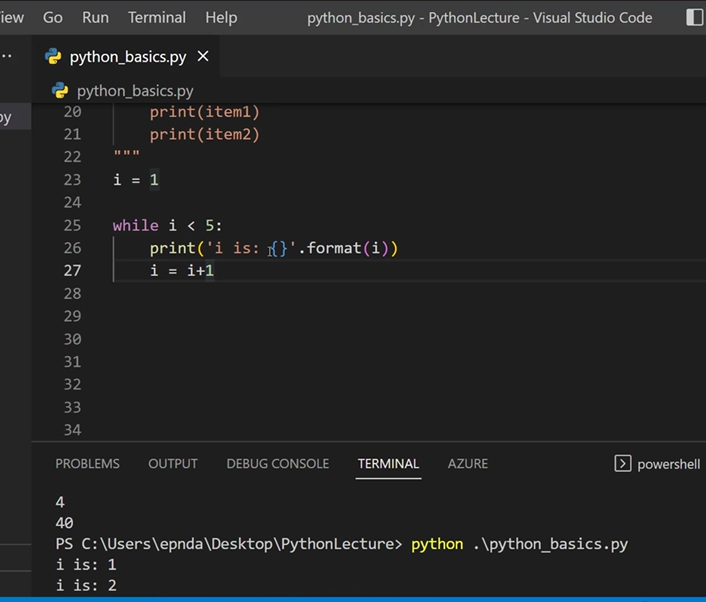 iew Go Run Terminal Help python_basics.py - PythonLecture - Visual Studio Code
python_basics.py
py
python_basics.py
20 print(item1)
21 print(item2)
22 """
23 i = 1
24
25 while i < 5:
26 print('i is: {}'.format(i))
27 i = i+1
28
29
30
31
32
33
34
PROBLEMS OUTPUT DEBUG CONSOLE TERMINAL AZURE powershell
4
40
PS C:\Users\epnda\Desktop\PythonLecture> python .\python_basics.py
i is: 1
i is: 2